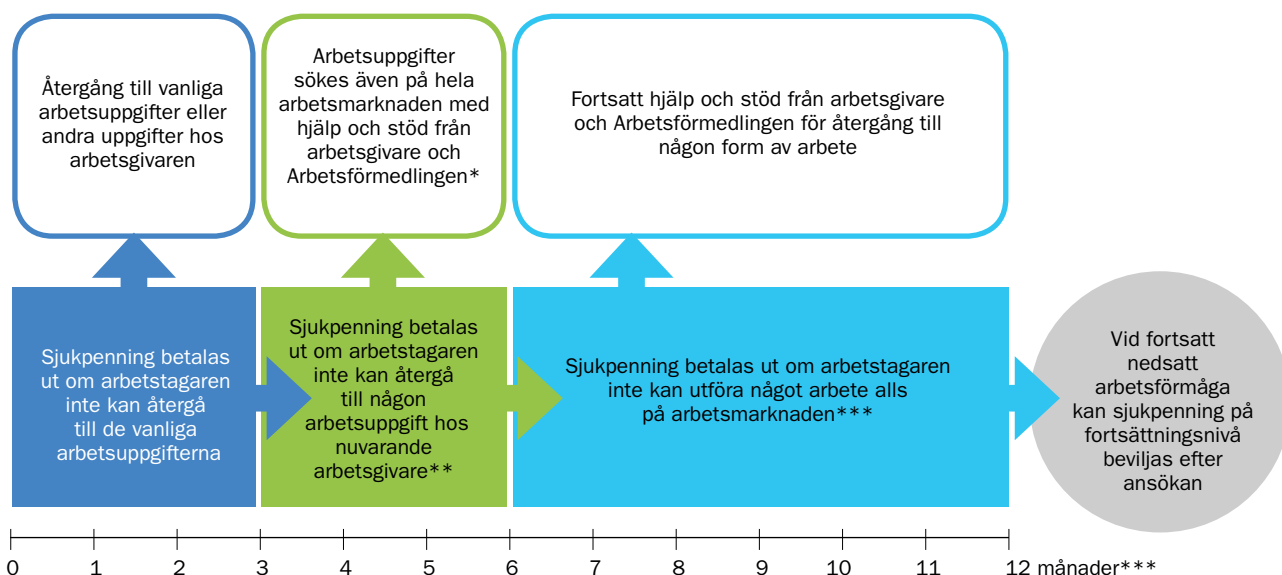 Återgång till vanliga
arbetsuppgifter eller
andra uppgifter hos
arbetsgivaren
Arbetsuppgifter
sökes även på hela
arbetsmarknaden med
hjälp och stöd från
arbetsgivare och
Arbetsförmedlingen*
Fortsatt hjälp och stöd från arbetsgivare
och Arbetsförmedlingen för återgång till
någon form av arbete
Sjukpenning betalas
ut om arbetstagaren
inte kan återgå
till de vanliga
arbetsuppgifterna
Sjukpenning betalas
ut om arbetstagaren
inte kan återgå
till någon
arbetsuppgift hos
nuvarande
arbetsgivare**
Sjukpenning betalas ut om arbetstagaren
inte kan utföra något arbete alls
på arbetsmarknaden***
Vid fortsatt
nedsatt
arbetsförmåga
kan sjukpenning på
fortsättningsnivå
beviljas efter
ansökan
0 1 2 3 4 5 6 7 8 9 10 11 12 månader***